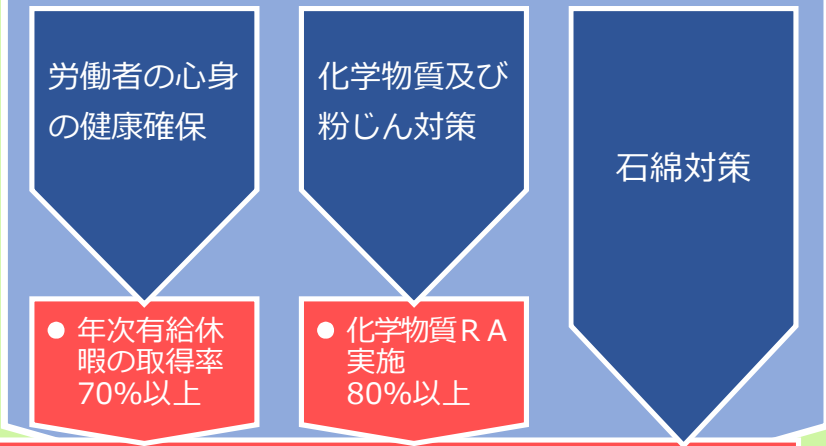 労働者の心身
の健康確保
化学物質及び
粉じん対策
石綿対策
● 年次有給休
暇の取得率
70%以上
● 化学物質ＲＡ
実施
80%以上